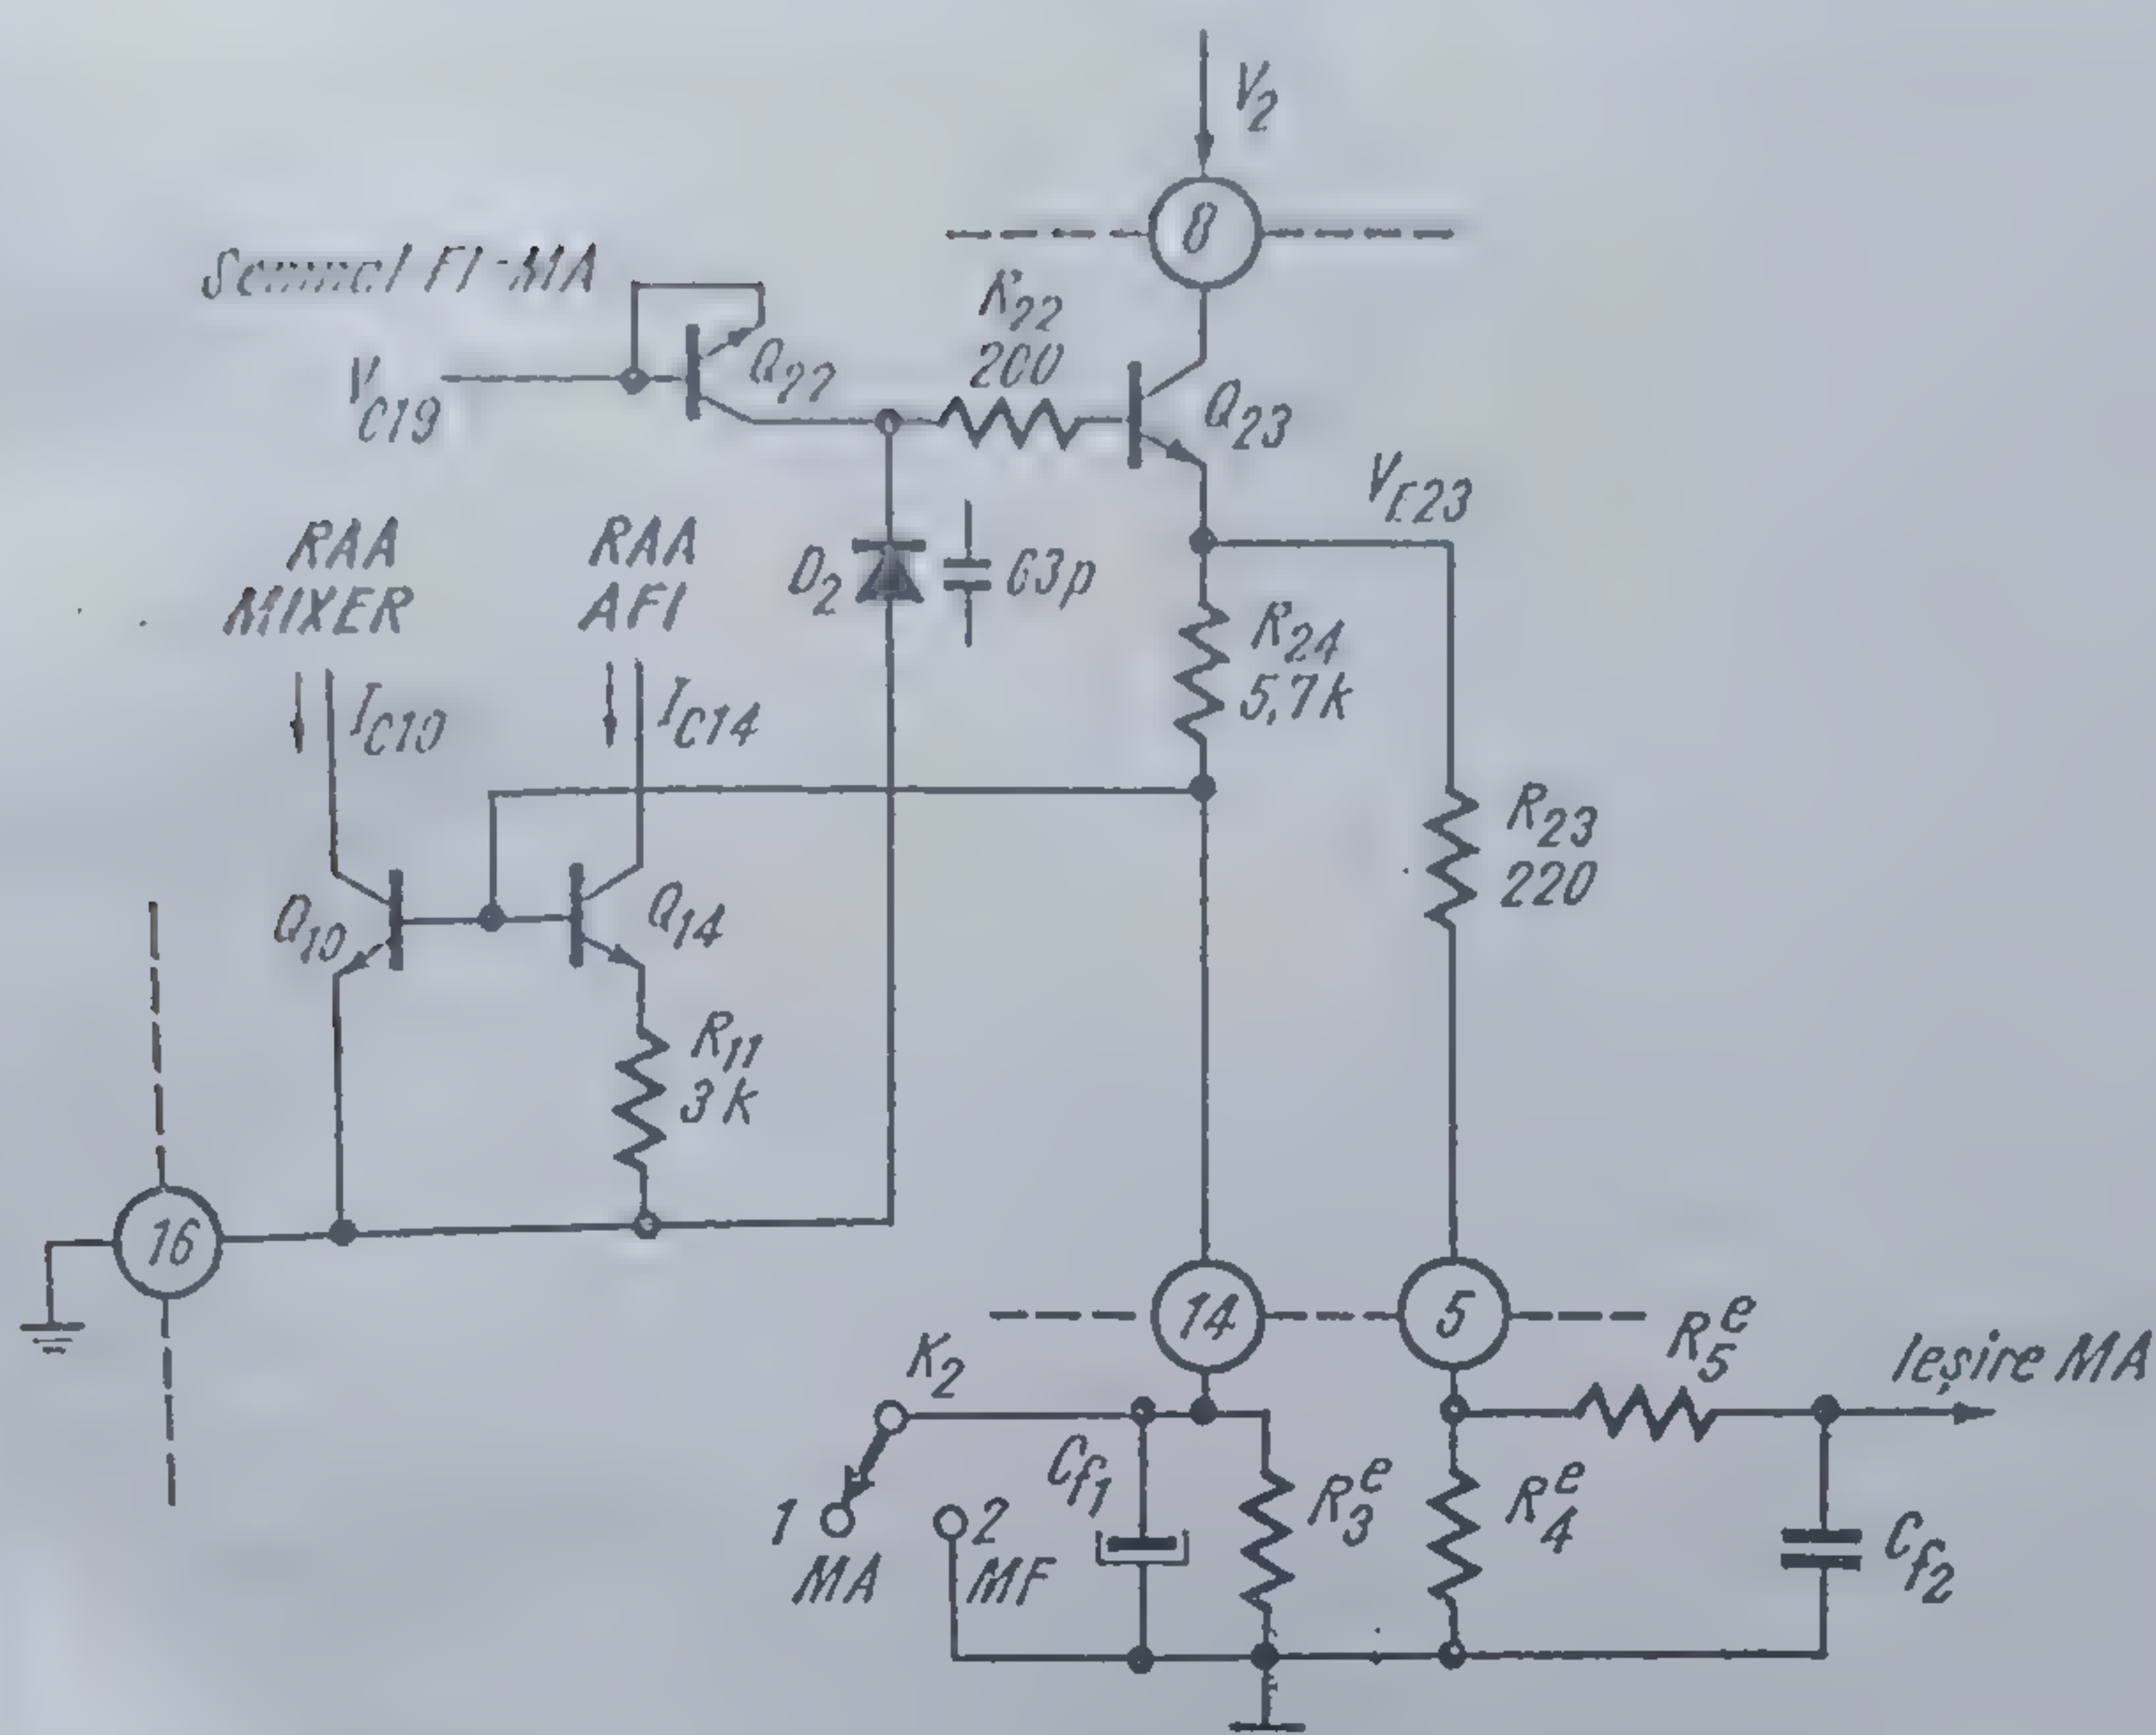 V2
8
FI-MA
R22
200
Q22
VC19
Q23
VE23
RAA
MIXER
RAA
AFI
D2
63p
R24
5,7k
IC10
IC14
R23
220
Q10
Q14
R11
3k
16
14
5
K2
R5e
Ieșire MA
1
MA
2
MF
Cf1
R3e
R4e
Cf2